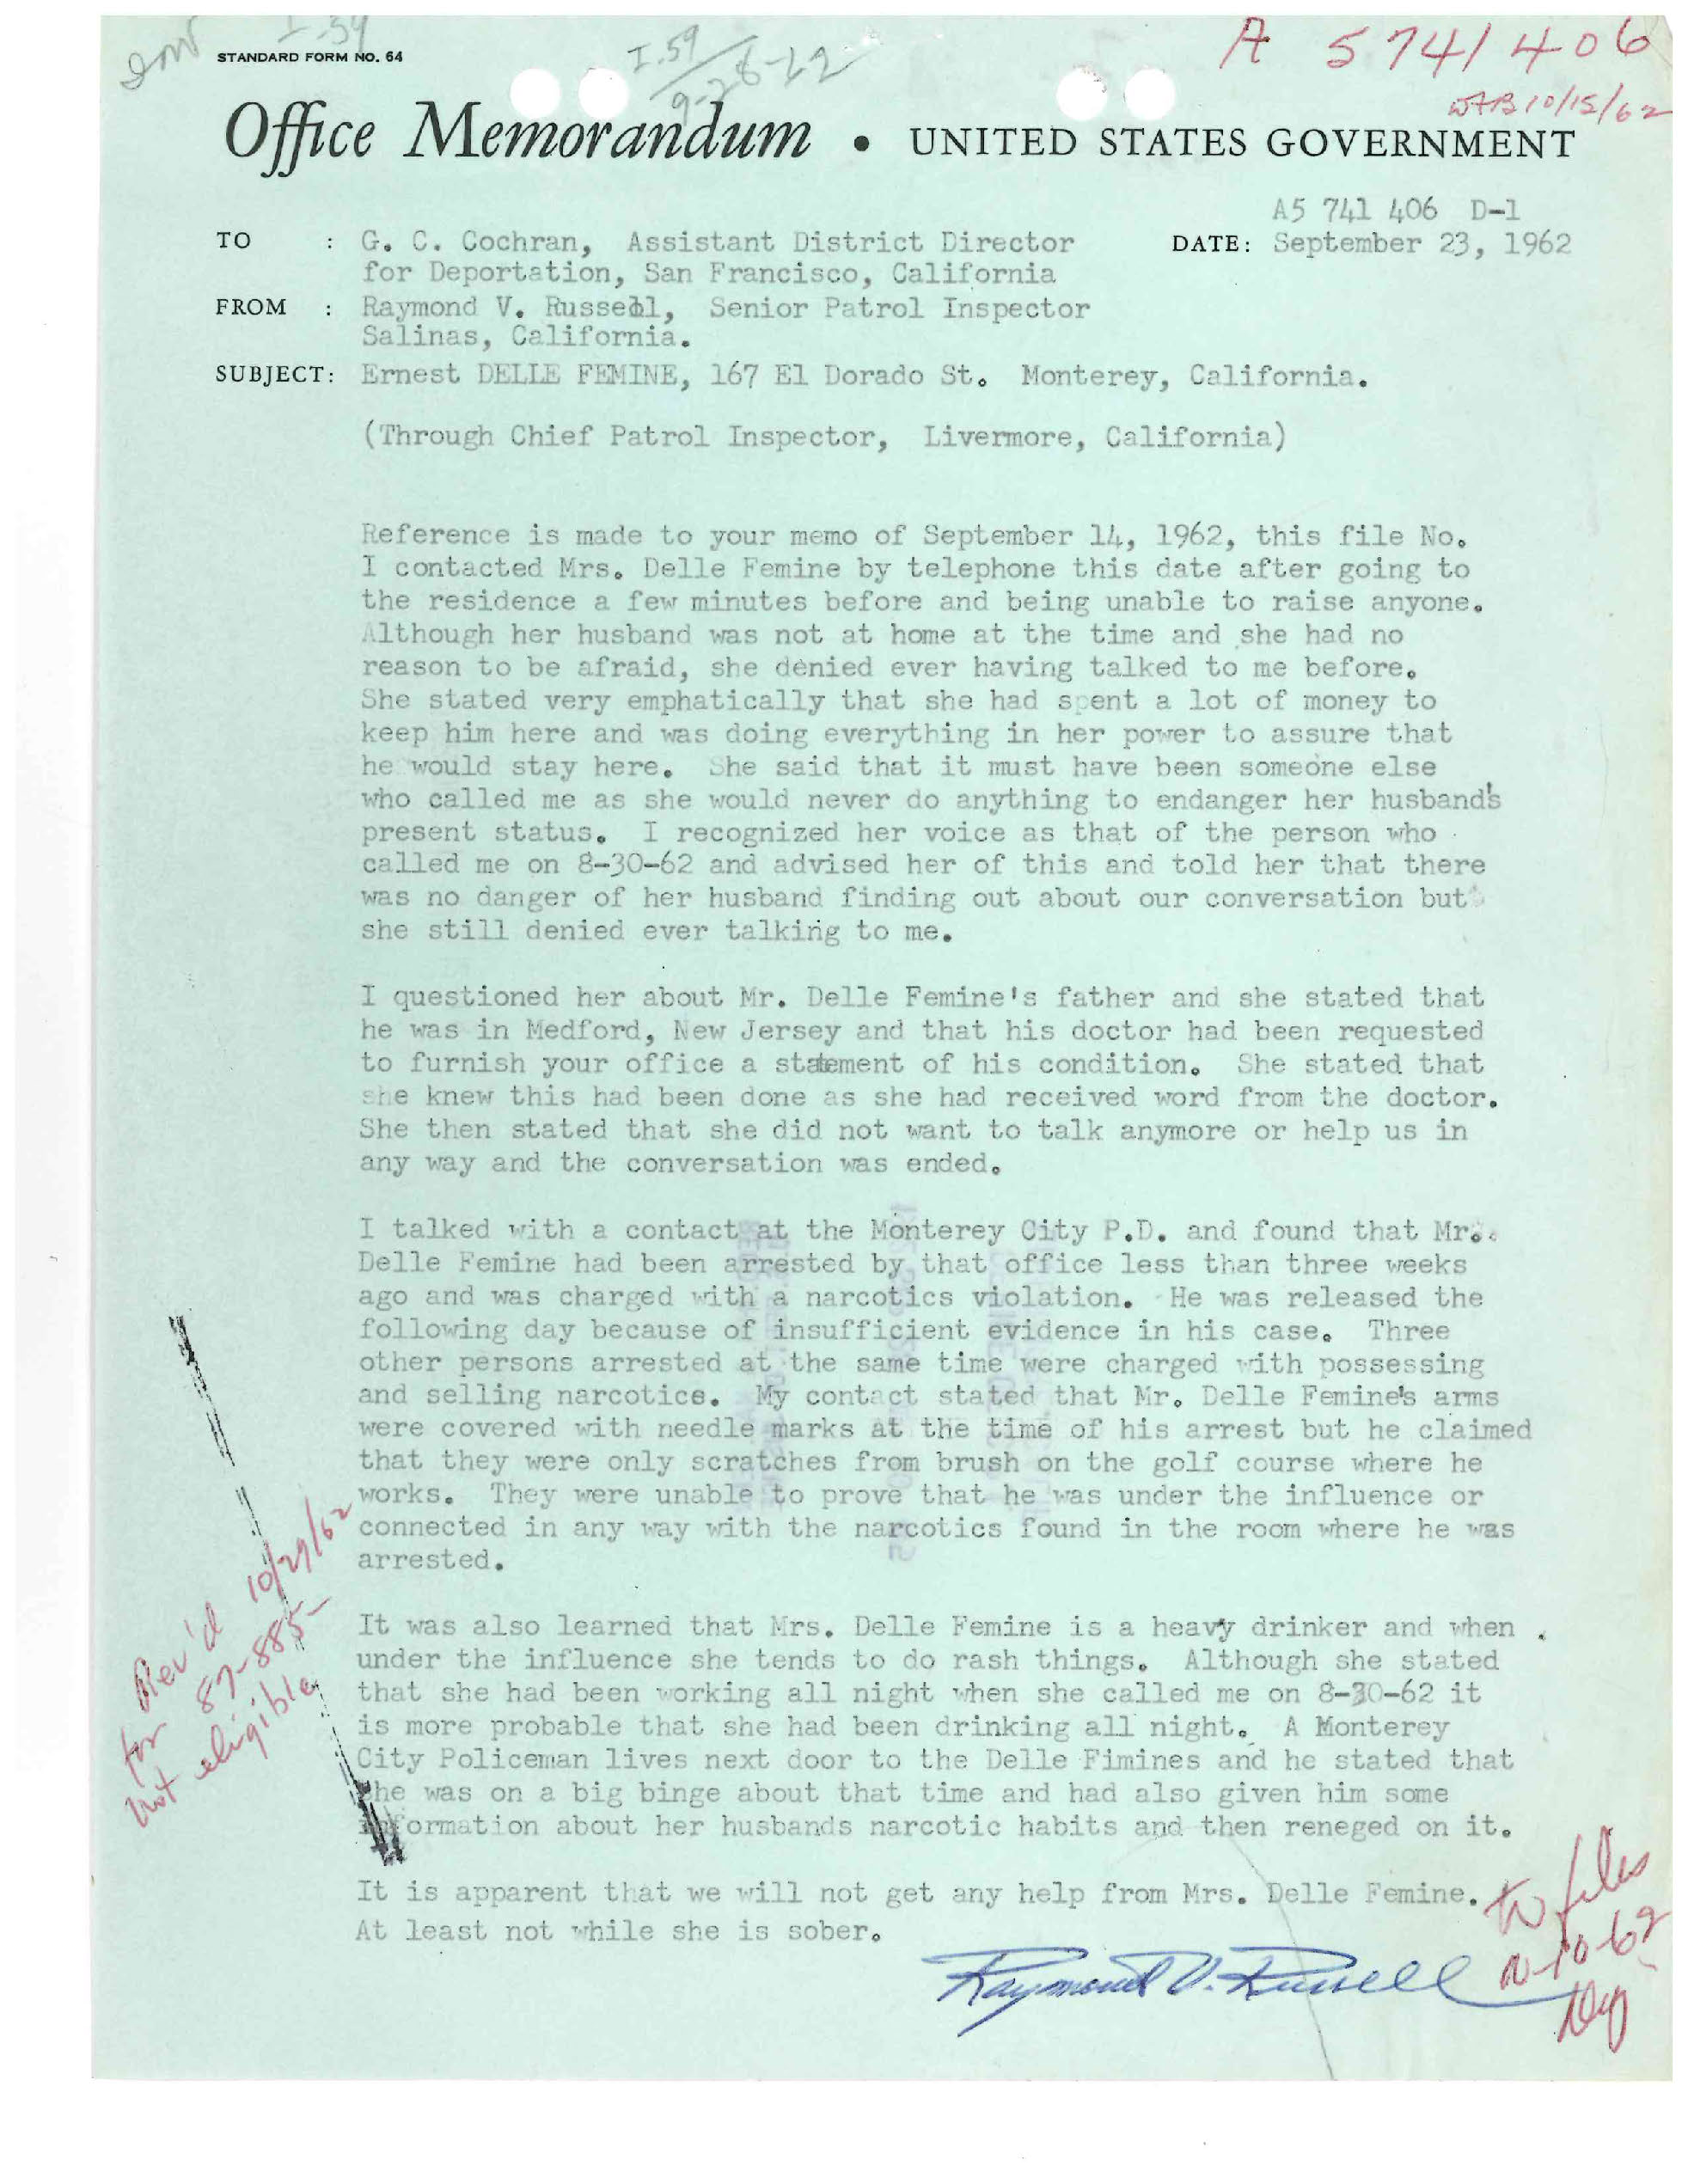 I-59
STANDARD FORM NO. 64
I.59
A 5741406
WAB 10/15/62
Office Memorandum • UNITED STATES GOVERNMENT
A5 741 406 D-1
TO : G. C. Cochran, Assistant District Director DATE: September 23, 1962
for Deportation, San Francisco, California
FROM : Raymond V. Russell, Senior Patrol Inspector
Salinas, California.
SUBJECT: Ernest DELLE FEMINE, 167 El Dorado St. Monterey, California.
(Through Chief Patrol Inspector, Livermore, California)
Reference is made to your memo of September 14, 1962, this file No.
I contacted Mrs. Delle Femine by telephone this date after going to
the residence a few minutes before and being unable to raise anyone.
Although her husband was not at home at the time and she had no
reason to be afraid, she denied ever having talked to me before.
She stated very emphatically that she had spent a lot of money to
keep him here and was doing everything in her power to assure that
he would stay here. She said that it must have been someone else
who called me as she would never do anything to endanger her husband's
present status. I recognized her voice as that of the person who
called me on 8-30-62 and advised her of this and told her that there
was no danger of her husband finding out about our conversation but
she still denied ever talking to me.
I questioned her about Mr. Delle Femine's father and she stated that
he was in Medford, New Jersey and that his doctor had been requested
to furnish your office a statement of his condition. She stated that
she knew this had been done as she had received word from the doctor.
She then stated that she did not want to talk anymore or help us in
any way and the conversation was ended.
I talked with a contact at the Monterey City P.D. and found that Mr.
Delle Femine had been arrested by that office less than three weeks
ago and was charged with a narcotics violation. He was released the
following day because of insufficient evidence in his case. Three
other persons arrested at the same time were charged with possessing
and selling narcotice. My contact stated that Mr. Delle Femine's arms
were covered with needle marks at the time of his arrest but he claimed
that they were only scratches from brush on the golf course where he
works. They were unable to prove that he was under the influence or
connected in any way with the narcotics found in the room where he was
arrested.
Rev'd 10/29/62
for 87-885-
not eligible
It was also learned that Mrs. Delle Femine is a heavy drinker and when
under the influence she tends to do rash things. Although she stated
that she had been working all night when she called me on 8-30-62 it
is more probable that she had been drinking all night. A Monterey
City Policeman lives next door to the Delle Fimines and he stated that
she was on a big binge about that time and had also given him some
information about her husbands narcotic habits and then reneged on it.
It is apparent that we will not get any help from Mrs. Delle Femine.
At least not while she is sober.
to files
Raymond V. Russell